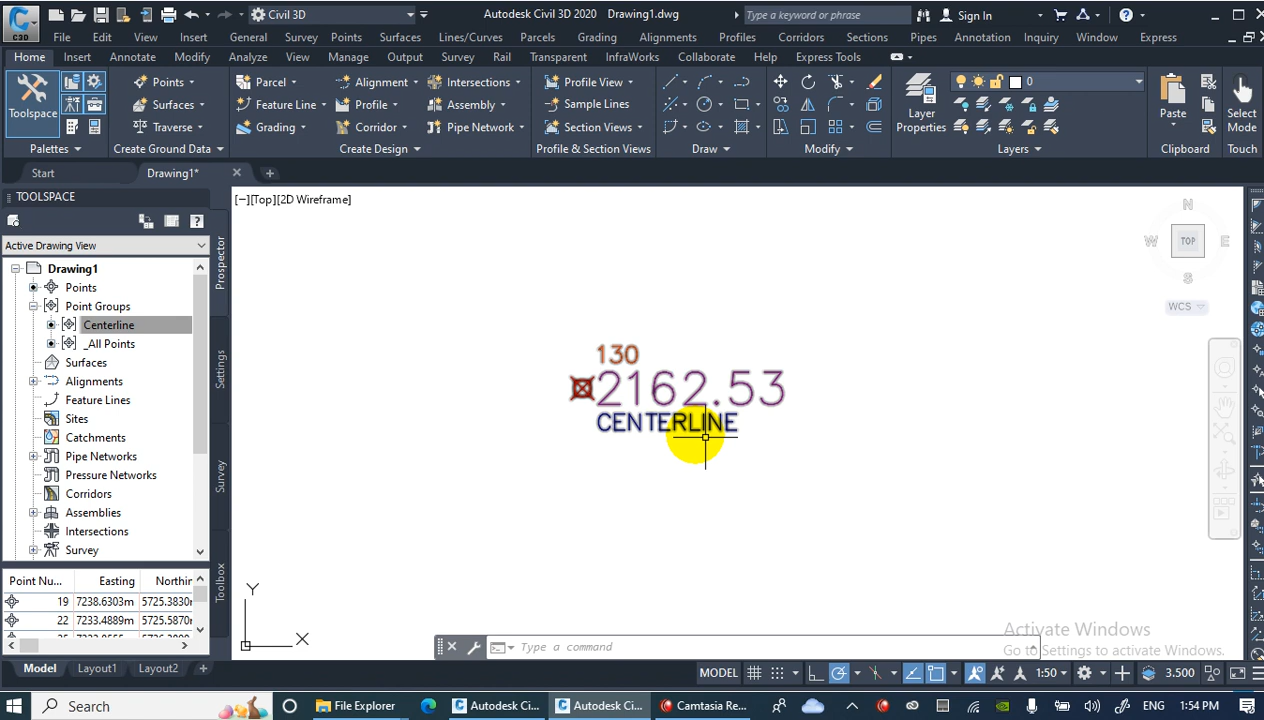 Civil 3D
Autodesk Civil 3D 2020 Drawing1.dwg
Type a keyword or phrase
Sign In
C3D
File Edit View Insert General Survey Points Surfaces Lines/Curves Parcels Grading Alignments Profiles Corridors Sections Pipes Annotation Inquiry Window Express
Home Insert Annotate Modify Analyze View Manage Output Survey Rail Transparent InfraWorks Collaborate Help Express Tools
Toolspace
Palettes
Points
Surfaces
Traverse
Create Ground Data
Parcel
Feature Line
Grading
Alignment
Profile
Corridor
Intersections
Assembly
Pipe Network
Create Design
Profile View
Sample Lines
Section Views
Profile & Section Views
Draw
Modify
Layer
Properties
0
Layers
Paste
Clipboard
Select
Mode
Touch
Start
Drawing1*
TOOLSPACE
Active Drawing View
Drawing1
Points
Point Groups
Centerline
_All Points
Surfaces
Alignments
Feature Lines
Sites
Catchments
Pipe Networks
Pressure Networks
Corridors
Assemblies
Intersections
Survey
Prospector
Settings
Survey
Toolbox
Point Nu... Easting Northin
19 7238.6303m 5725.3830
22 7233.4889m 5725.5870
[−][Top][2D Wireframe]
N
W TOP E
S
WCS
130
2162.53
CENTERLINE
Y
X
Type a command
Activate Windows
Go to Settings to activate Windows.
Model Layout1 Layout2
MODEL
1:50
3.500
Search
File Explorer
Autodesk Ci...
Autodesk Ci...
Camtasia Re...
ENG
1:54 PM